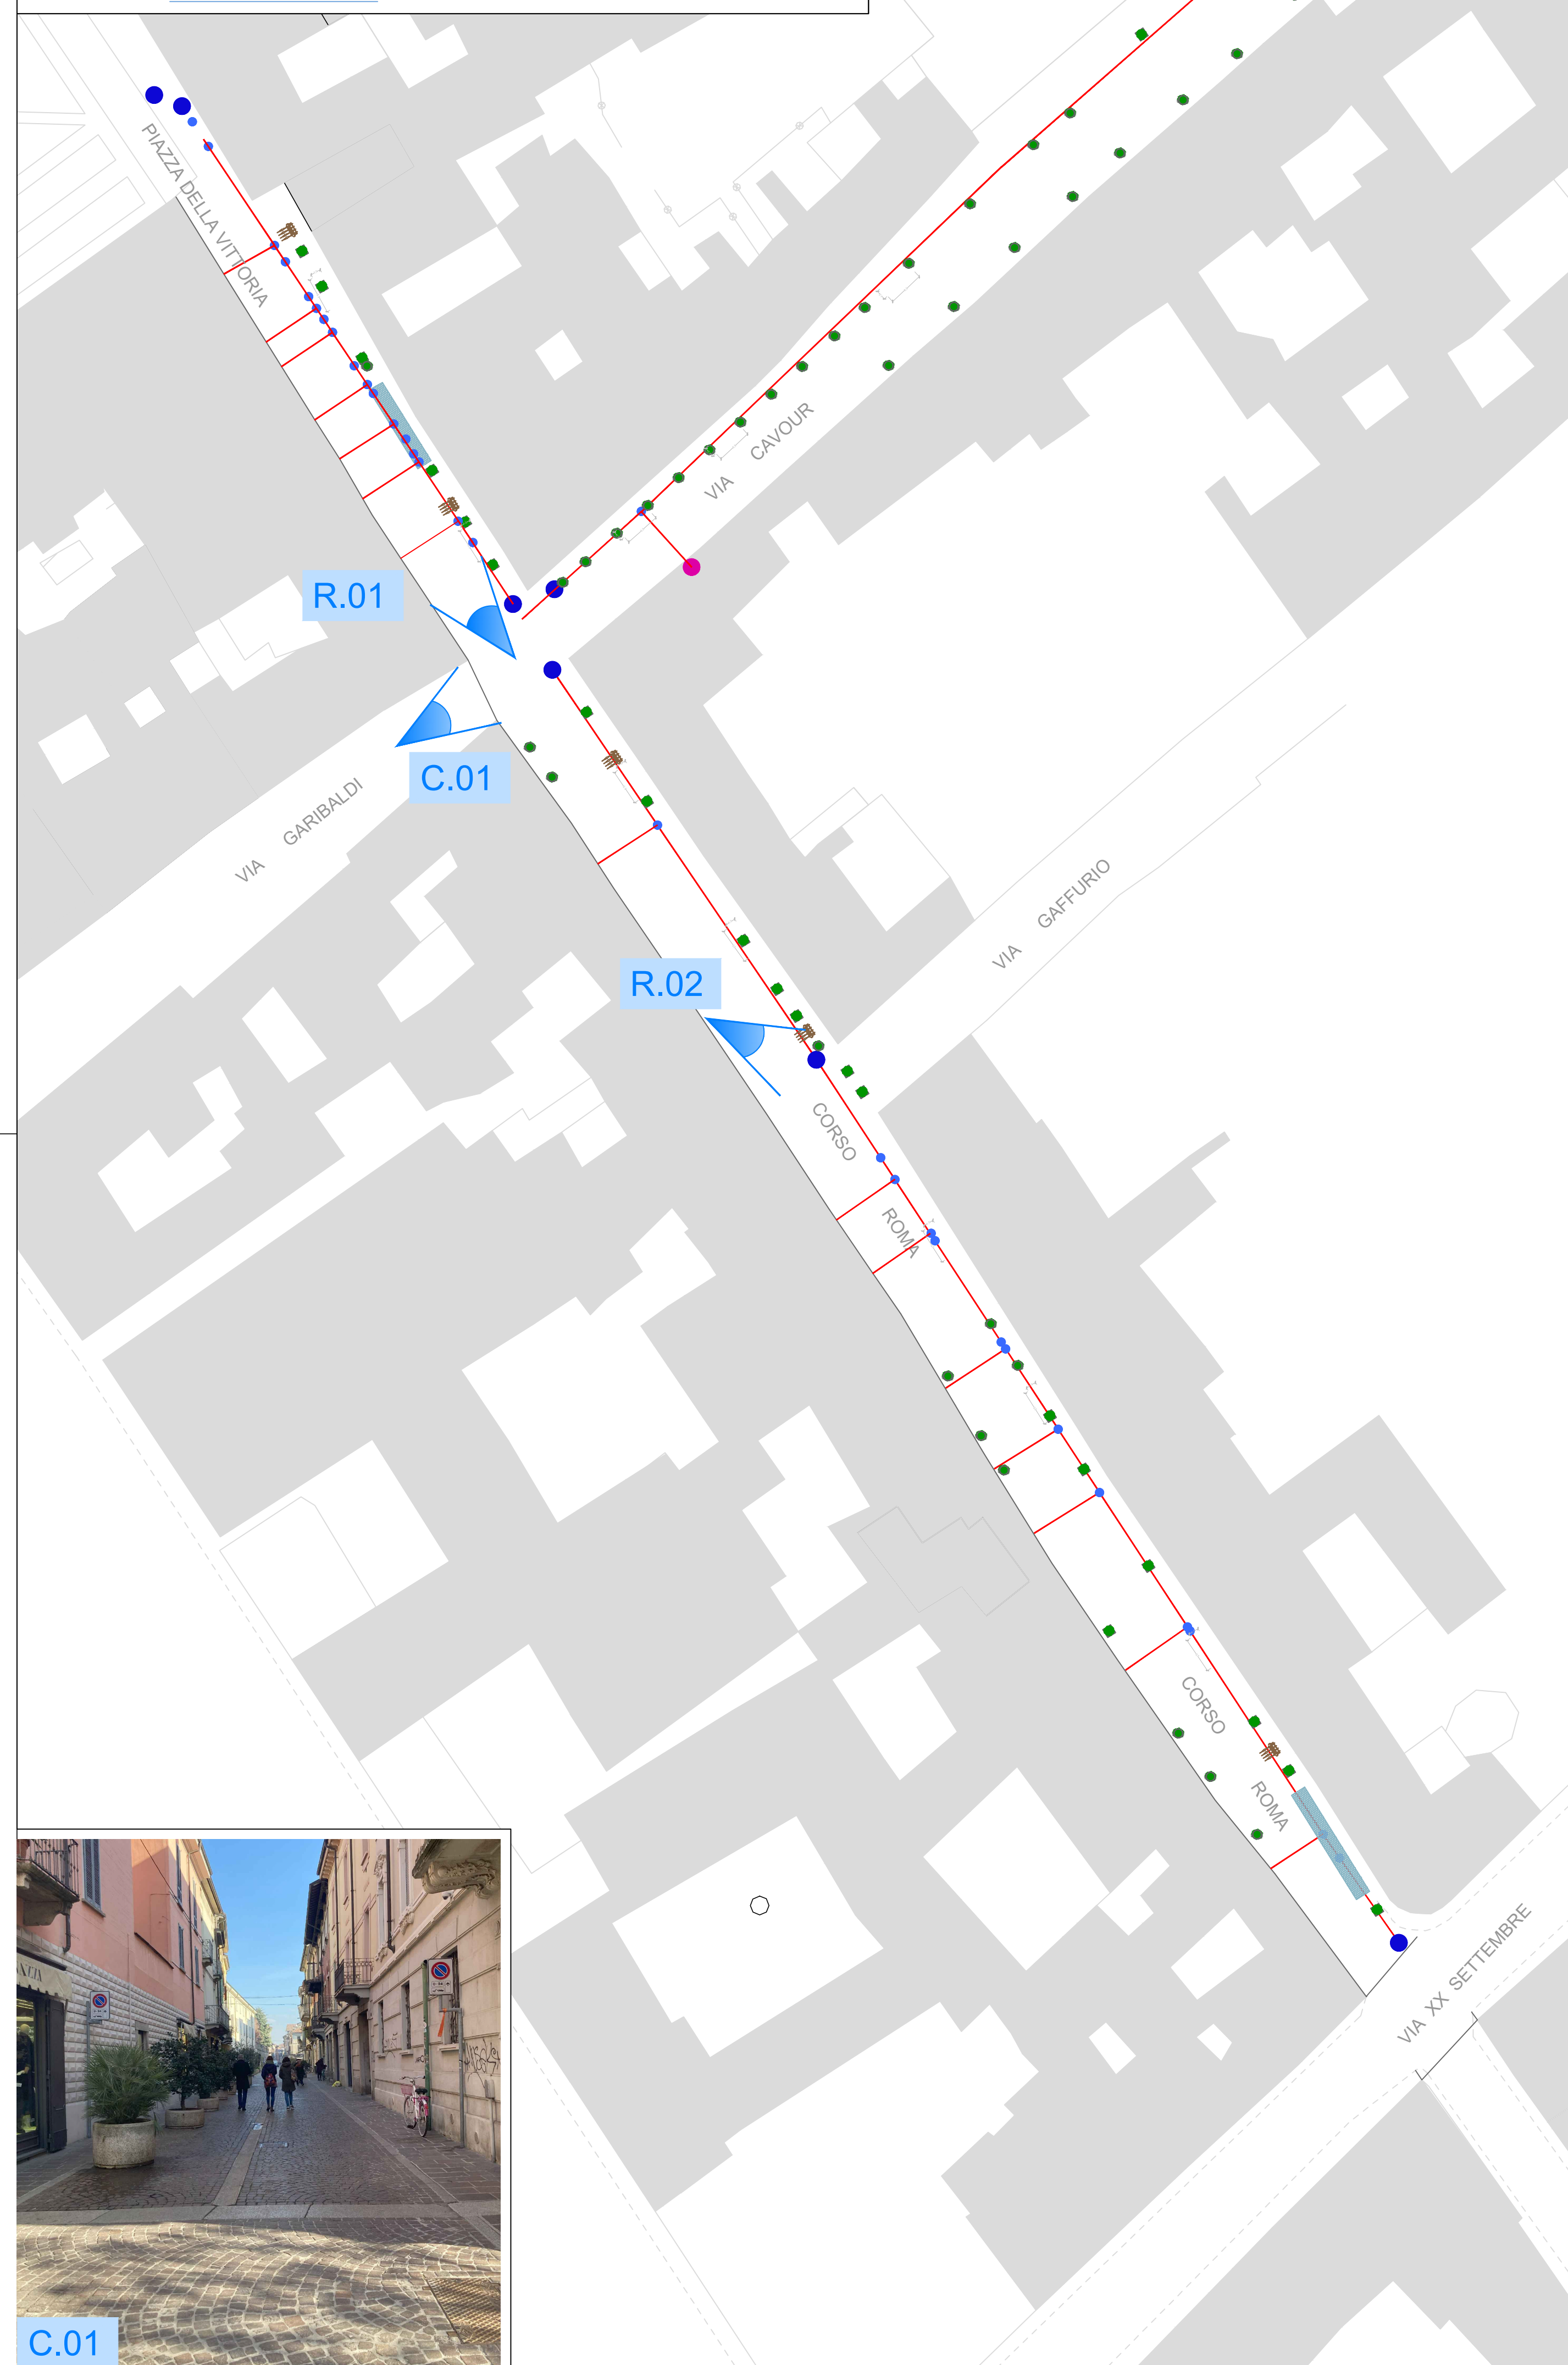 PIAZZA DELLA VITTORIA
VIA CAVOUR
R.01
C.01
VIA GARIBALDI
VIA GAFFURIO
R.02
CORSO
ROMA
CORSO
ROMA
VIA XX SETTEMBRE
C.01